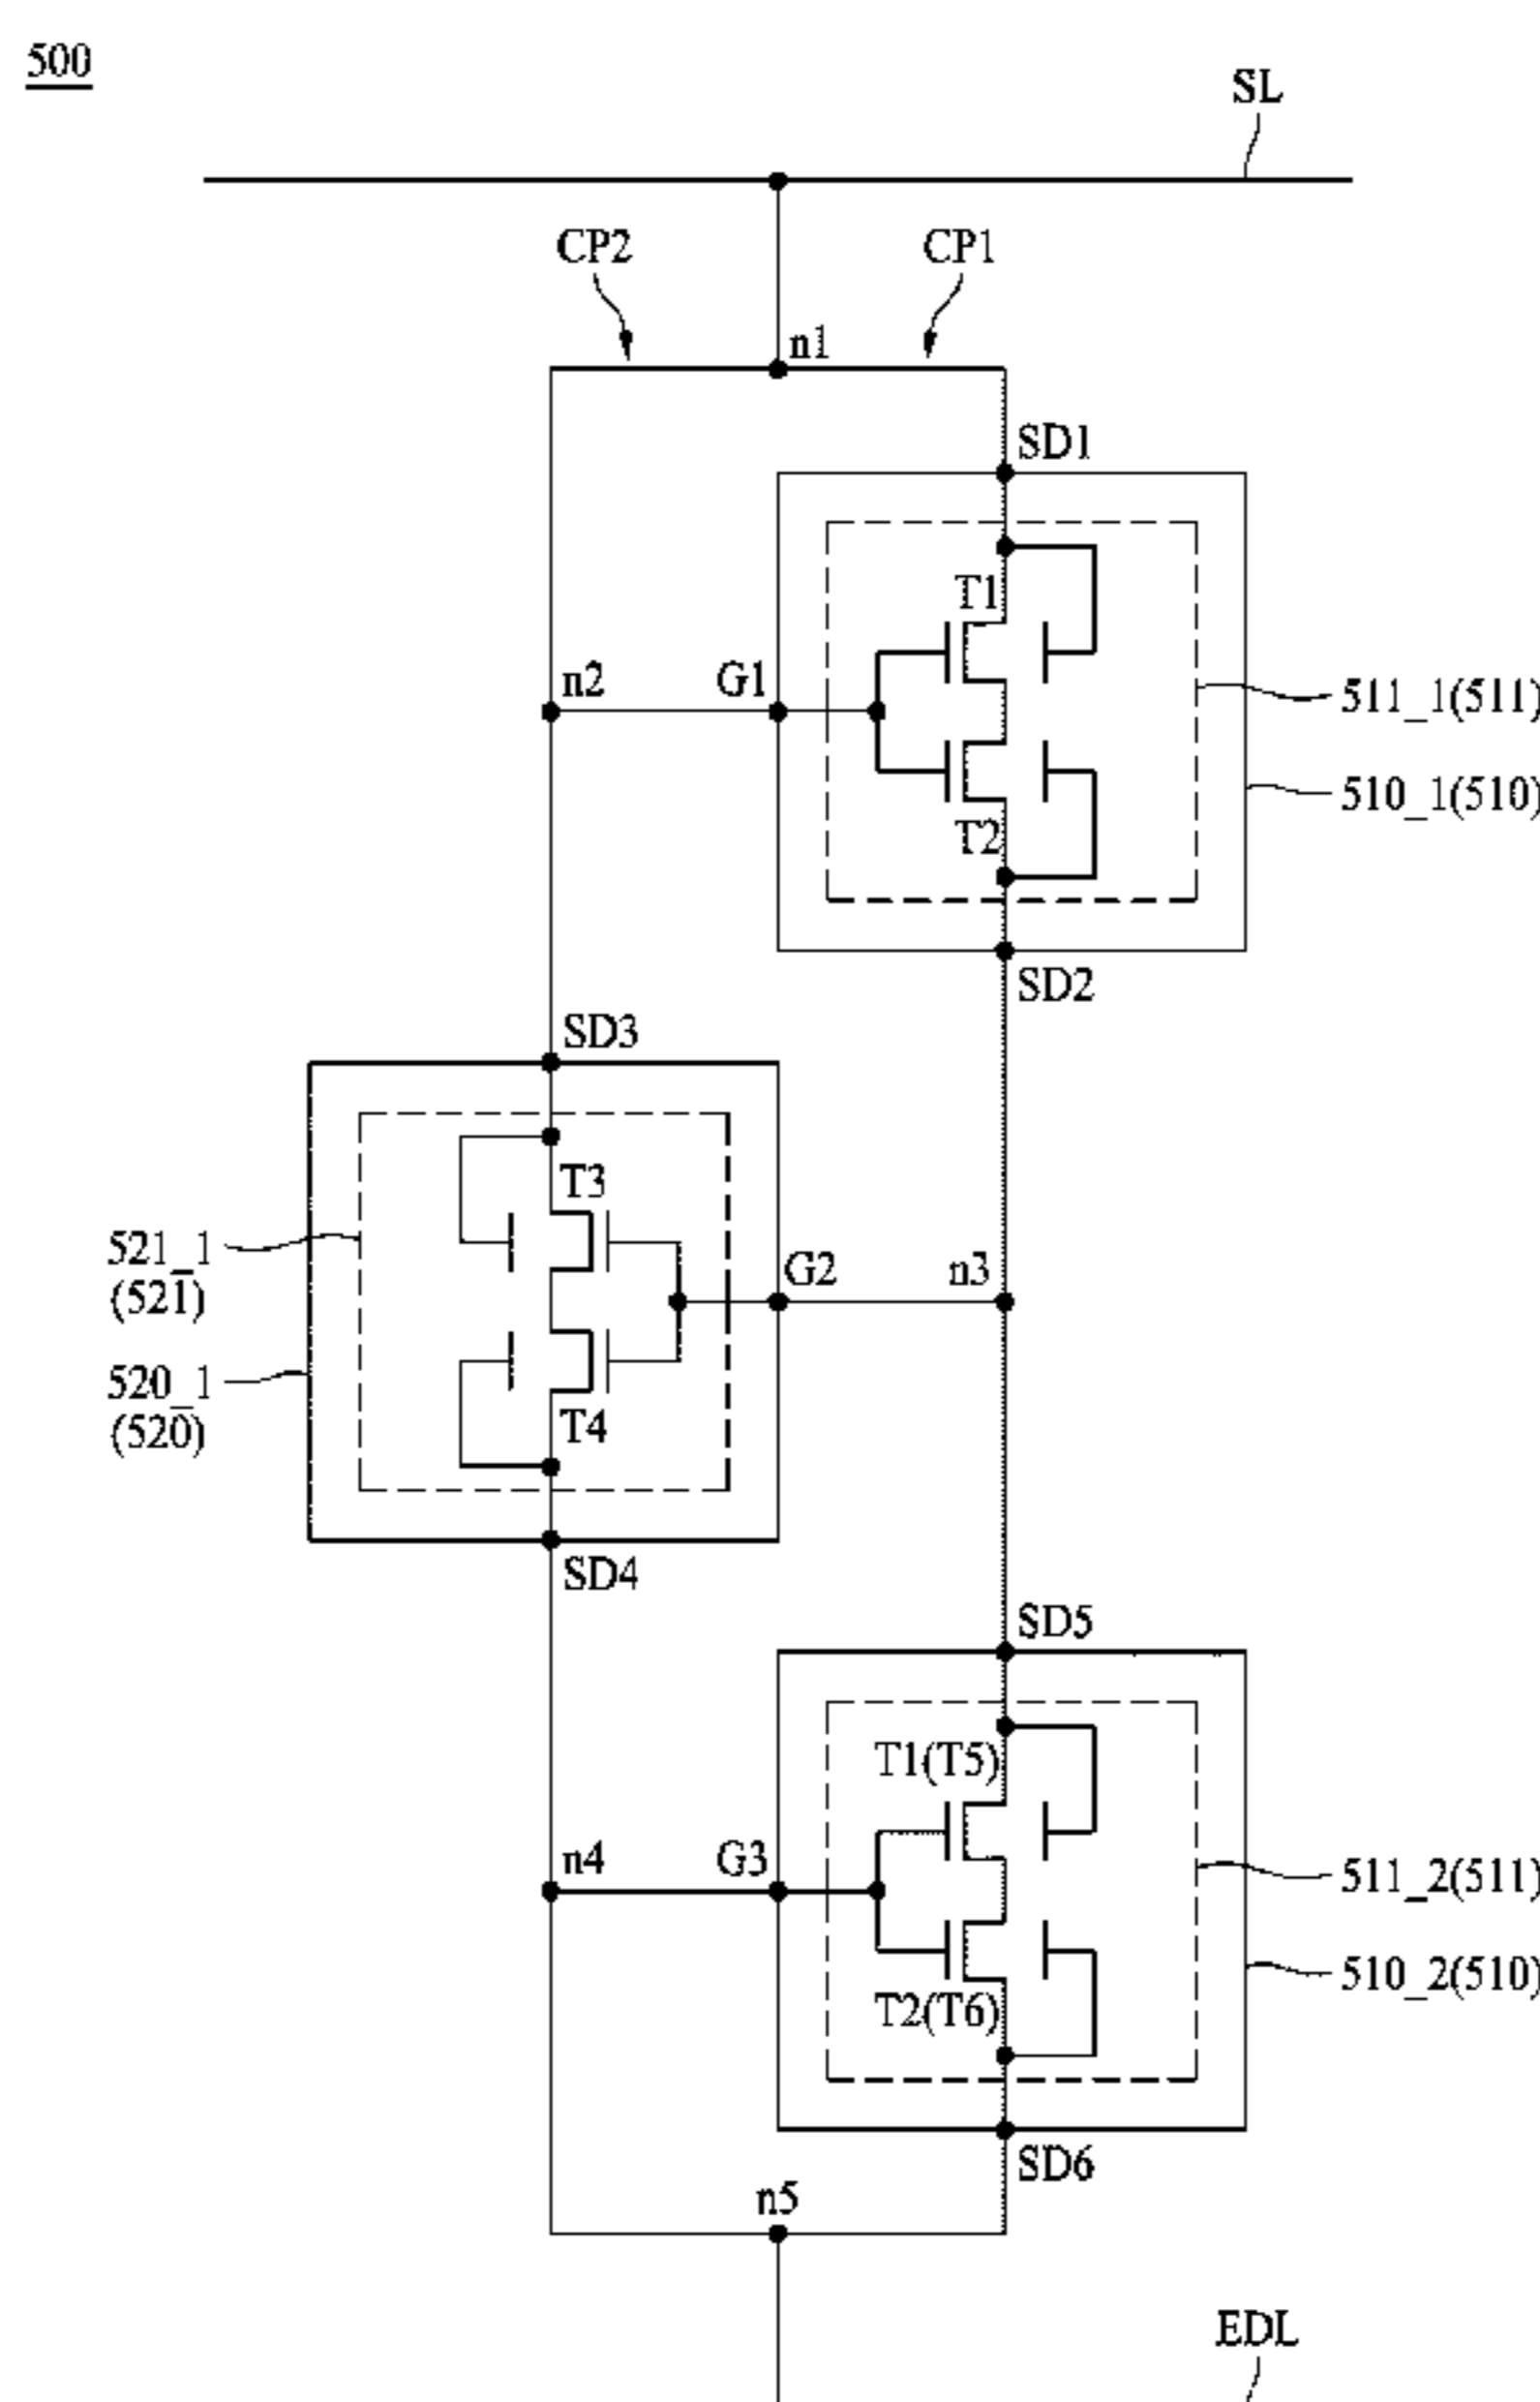 500
SL
CP2
CP1
n1
SD1
T1
n2
G1
511_1(511)
510_1(510)
T2
SD2
SD3
T3
521_1
(521)
G2
n3
520_1
(520)
T4
SD4
SD5
T1(T5)
n4
G3
511_2(511)
510_2(510)
T2(T6)
SD6
n5
EDL